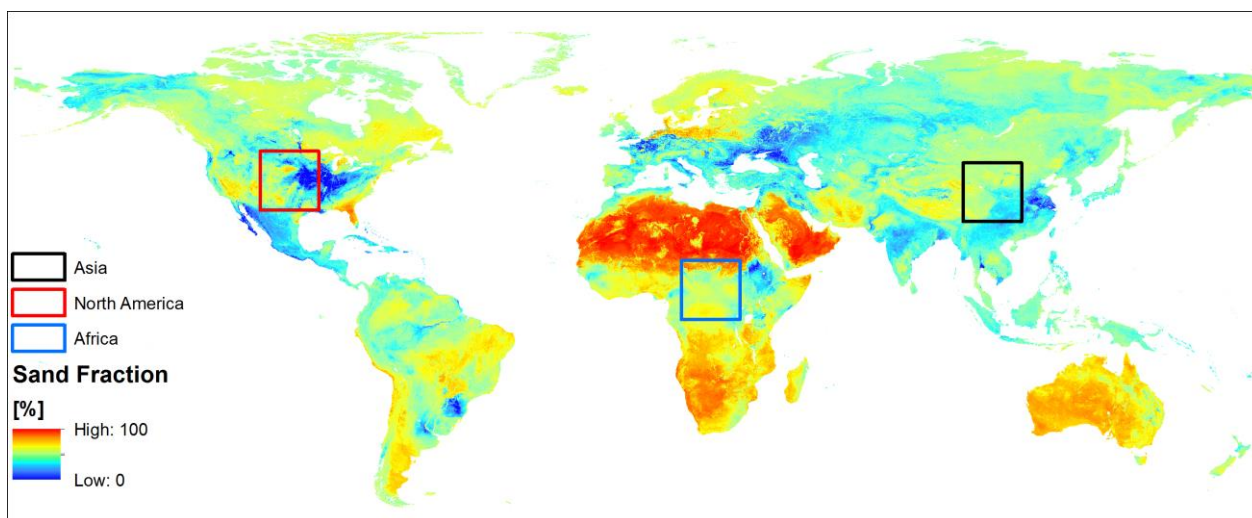 Asia
North America
Africa
Sand Fraction
[%]
High: 100
Low: 0